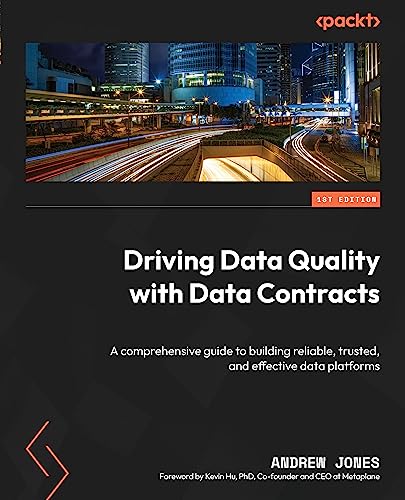 <packt>
1ST EDITION
Driving Data Quality
with Data Contracts
A comprehensive guide to building reliable, trusted,
and effective data platforms
ANDREW JONES
Foreword by Kevin Hu, PhD, Co-founder and CEO at Metaplane